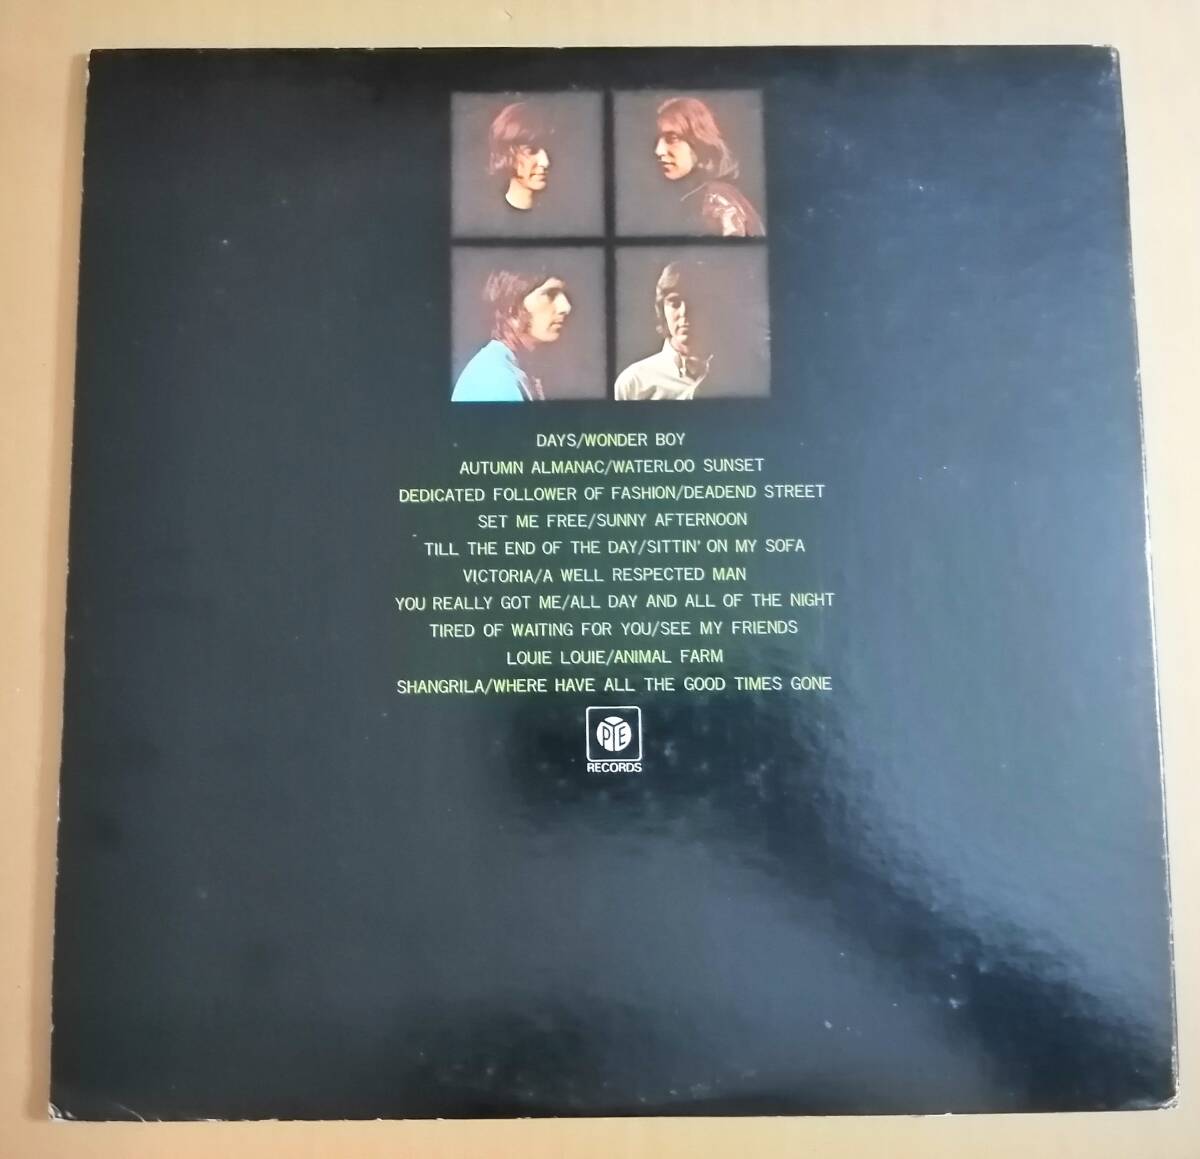 DAYS/WONDER BOY
AUTUMN ALMANAC/WATERLOO SUNSET
DEDICATED FOLLOWER OF FASHION/DEADEND STREET
SET ME FREE/SUNNY AFTERNOON
TILL THE END OF THE DAY/SITTIN' ON MY SOFA
VICTORIA/A WELL RESPECTED MAN
YOU REALLY GOT ME/ALL DAY AND ALL OF THE NIGHT
TIRED OF WAITING FOR YOU/SEE MY FRIENDS
LOUIE LOUIE/ANIMAL FARM
SHANGRILA/WHERE HAVE ALL THE GOOD TIMES GONE
PYE
RECORDS